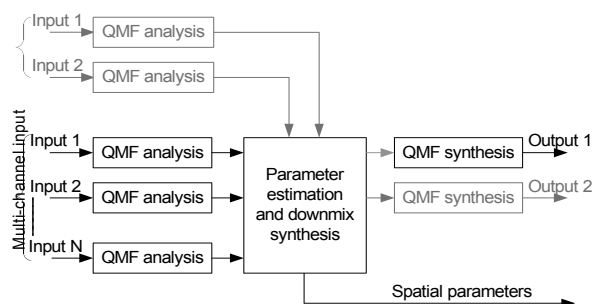 Input 1
QMF analysis
Input 2
QMF analysis
Multi-channel input
Input 1
QMF analysis
Input 2
QMF analysis
Input N
QMF analysis
Parameter
estimation
and downmix
synthesis
QMF synthesis
Output 1
QMF synthesis
Output 2
Spatial parameters